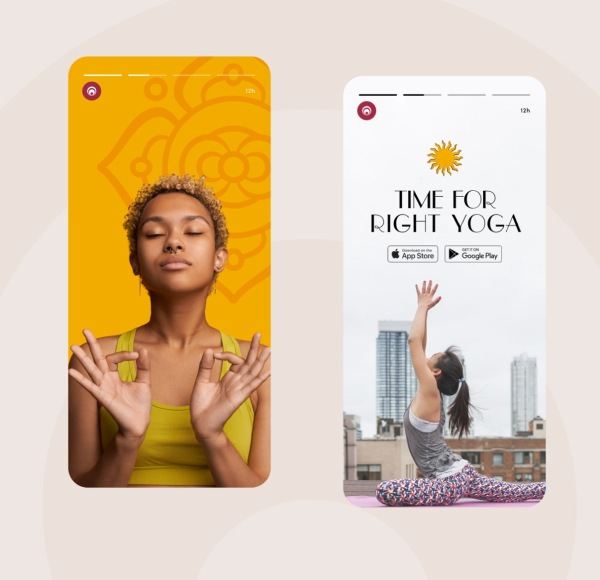 12h
12h
TIME FOR
RIGHT YOGA
Download on the
App Store
GET IT ON
Google Play